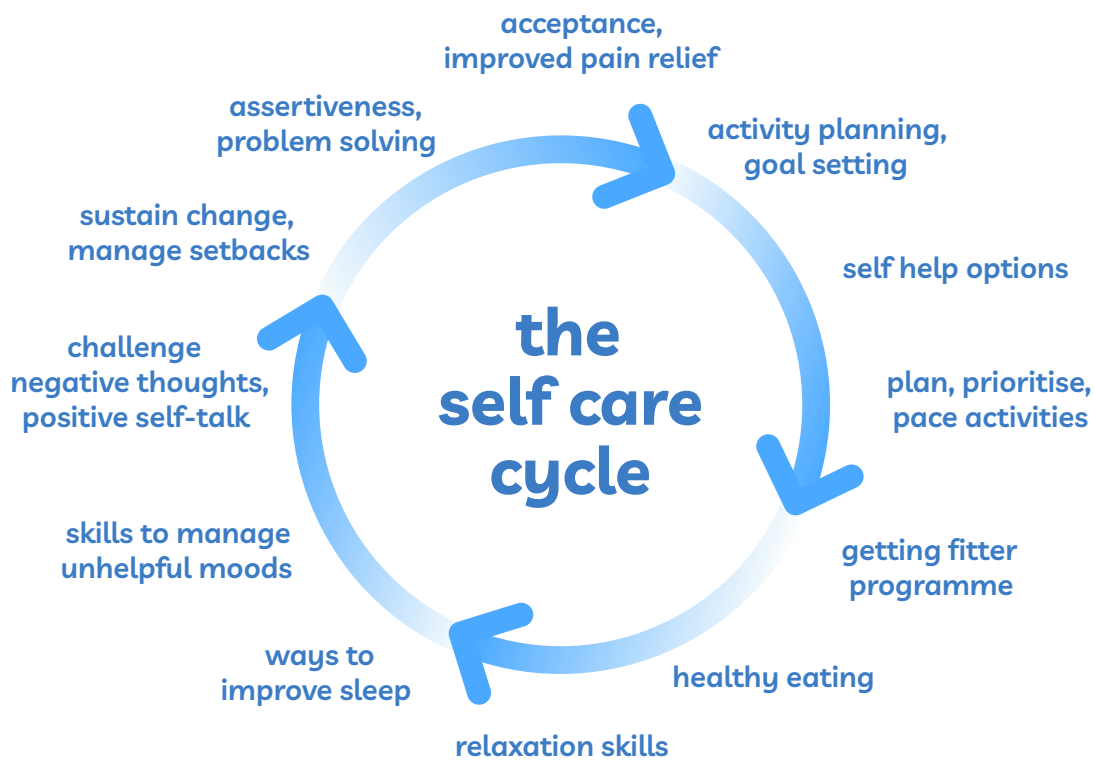 acceptance,
improved pain relief
activity planning,
goal setting
self help options
plan, prioritise,
pace activities
getting fitter
programme
healthy eating
relaxation skills
ways to
improve sleep
skills to manage
unhelpful moods
challenge
negative thoughts,
positive self-talk
sustain change,
manage setbacks
assertiveness,
problem solving
the
self care
cycle